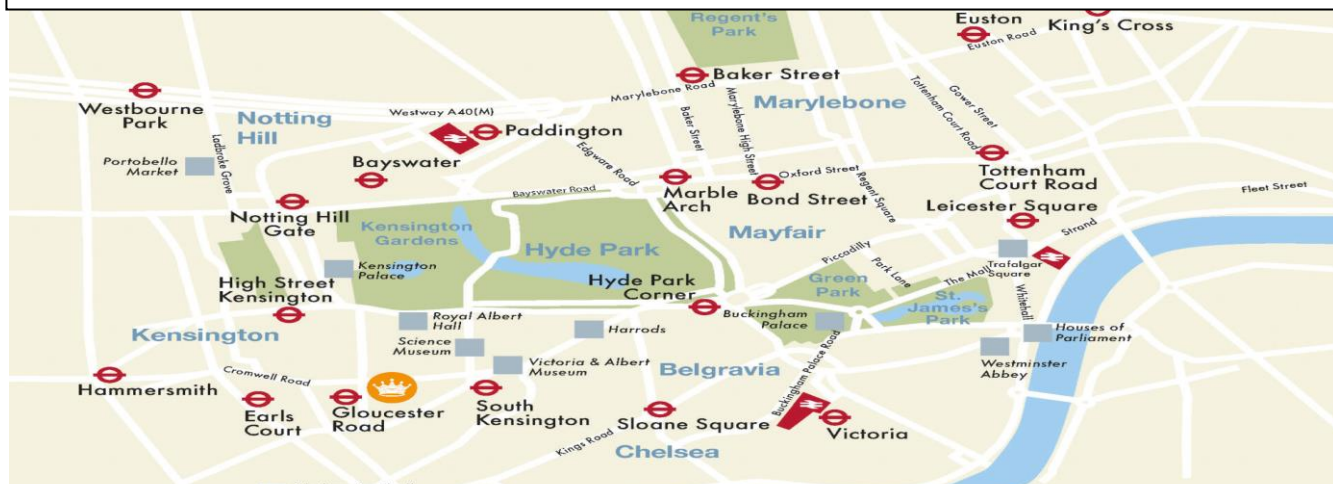 Regent's
Park
Euston
King's Cross
Euston Road
Baker Street
Marylebone Road
Marylebone
Westbourne
Park
Notting
Hill
Westway A40(M)
Paddington
Baker Street
Marylebone High Street
Tottenham Court Road
Gower Street
Ladbroke Grove
Portobello
Market
Bayswater
Edgware Road
Oxford Street
Tottenham
Court Road
Bayswater Road
Marble
Arch
Bond Street
Regent Square
Fleet Street
Notting Hill
Gate
Kensington
Gardens
Hyde Park
Mayfair
Leicester Square
Strand
Kensington
Palace
Piccadilly
Trafalgar
Square
High Street
Kensington
Hyde Park
Corner
Green
Park
Park Lane
The Mall
St.
James's
Park
Whitehall
Kensington
Royal Albert
Hall
Harrods
Buckingham
Palace
Houses of
Parliament
Science
Museum
Victoria & Albert
Museum
Belgravia
Buckingham Palace Road
Westminster
Abbey
Hammersmith
Cromwell Road
Earls
Court
Gloucester
Road
South
Kensington
Sloane Square
Victoria
Kings Road
Chelsea